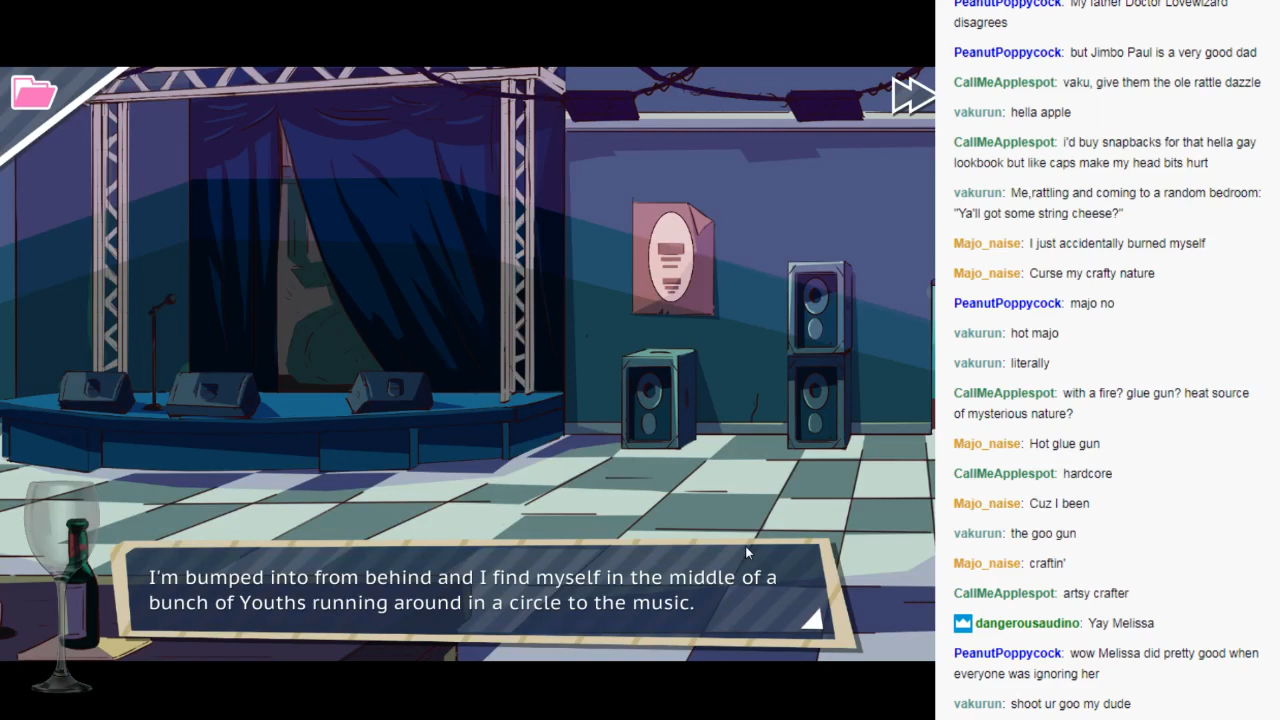 PeanutPoppycock: My father Doctor Lovewizard
disagrees
PeanutPoppycock: but Jimbo Paul is a very good dad
CallMeApplespot: vaku, give them the ole rattle dazzle
vakurun: hella apple
CallMeApplespot: i'd buy snapbacks for that hella gay
lookbook but like caps make my head bits hurt
vakurun: Me,rattling and coming to a random bedroom:
"Ya'll got some string cheese?"
Majo_naise: I just accidentally burned myself
Majo_naise: Curse my crafty nature
PeanutPoppycock: majo no
vakurun: hot majo
vakurun: literally
CallMeApplespot: with a fire? glue gun? heat source
of mysterious nature?
Majo_naise: Hot glue gun
CallMeApplespot: hardcore
Majo_naise: Cuz I been
vakurun: the goo gun
Majo_naise: craftin'
CallMeApplespot: artsy crafter
dangerousaudino: Yay Melissa
PeanutPoppycock: wow Melissa did pretty good when
everyone was ignoring her
vakurun: shoot ur goo my dude
I'm bumped into from behind and I find myself in the middle of a
bunch of Youths running around in a circle to the music.